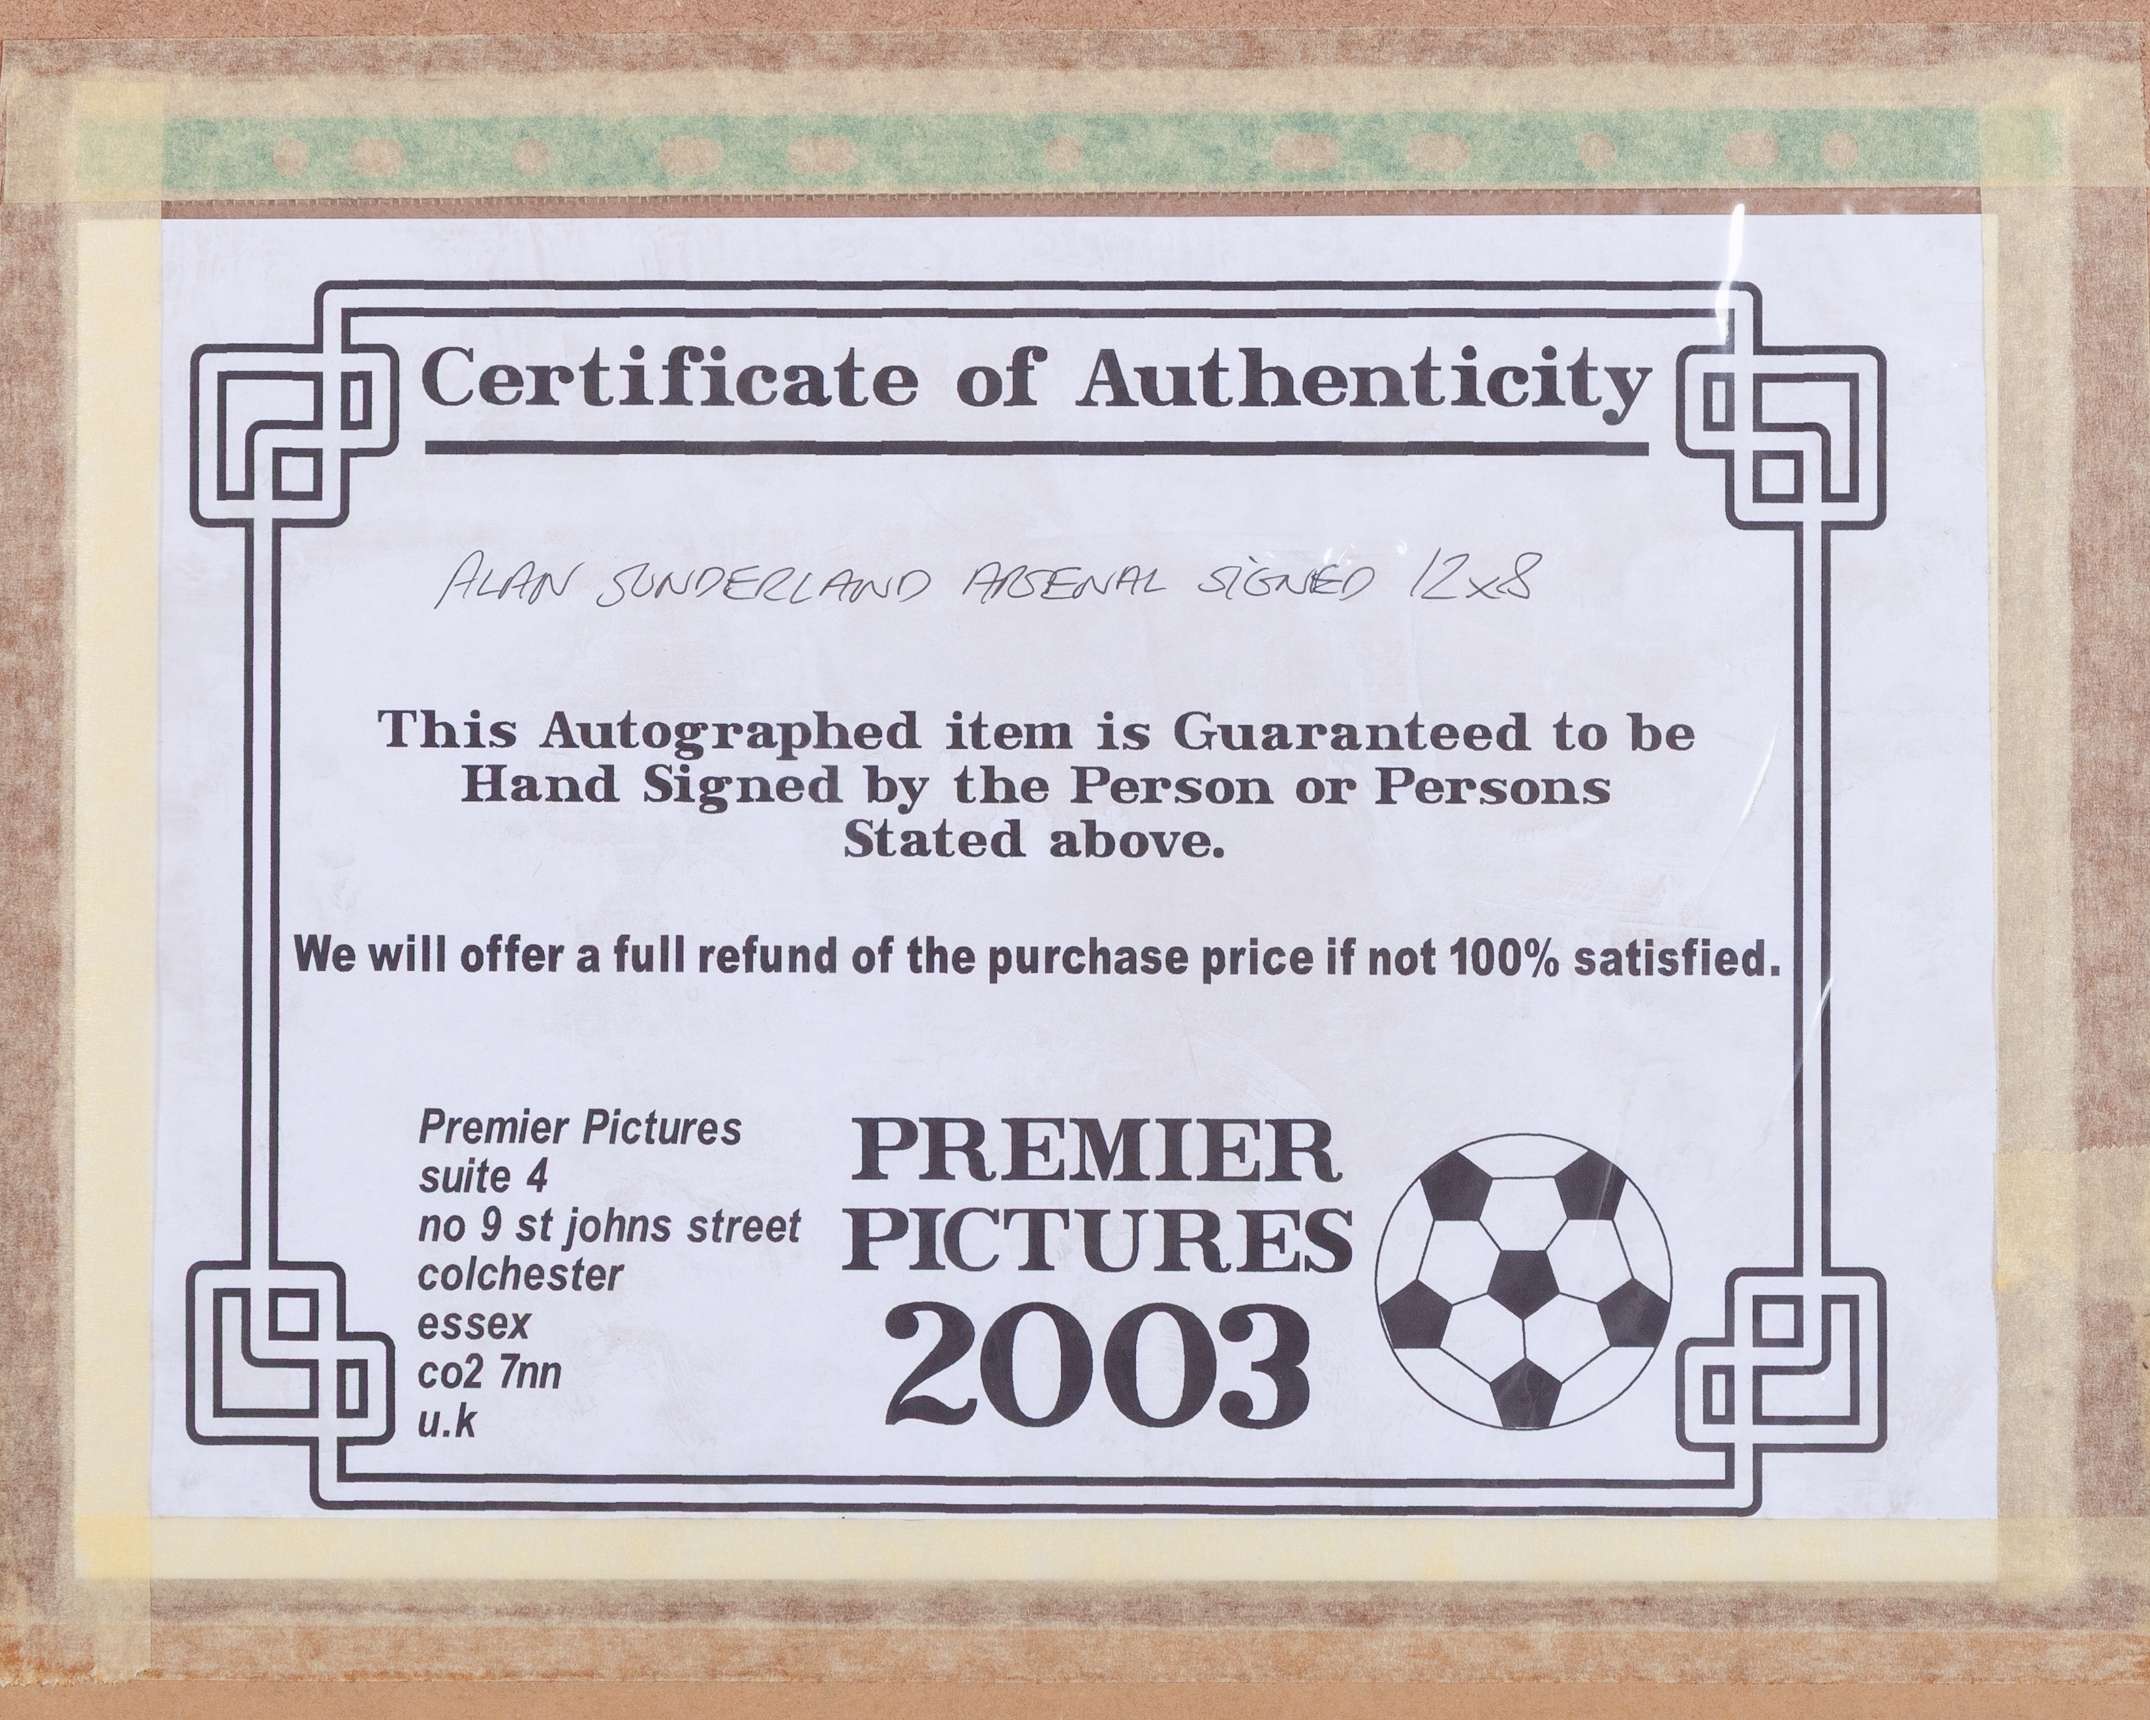 Certificate of Authenticity
ALAN SUNDERLAND ARSENAL SIGNED 12x8
This Autographed item is Guaranteed to be
Hand Signed by the Person or Persons
Stated above.
We will offer a full refund of the purchase price if not 100% satisfied.
Premier Pictures
suite 4
no 9 st johns street
colchester
essex
co2 7nn
u.k
PREMIER
PICTURES
2003